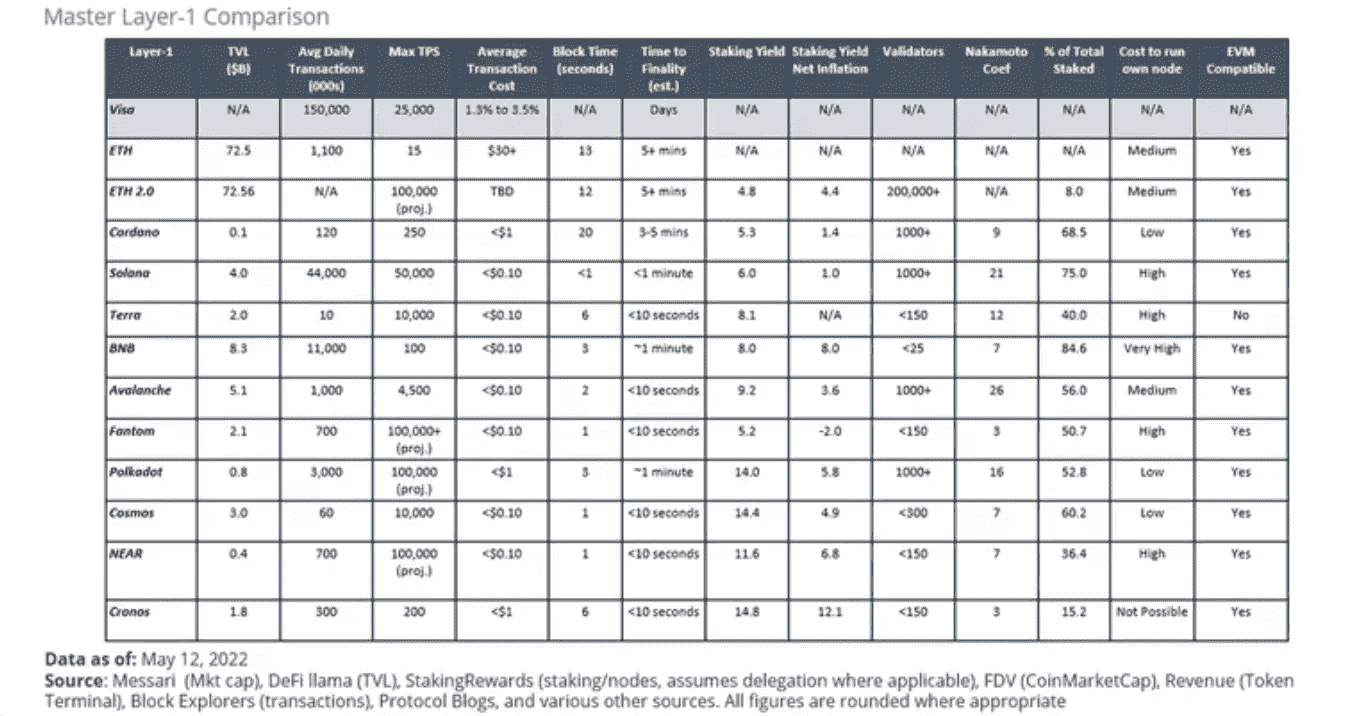 Master Layer-1 Comparison
Layer-1 TVL ($B) Avg Daily Transactions (000s) Max TPS Average Transaction Cost Block Time (seconds) Time to Finality (est.) Staking Yield Staking Yield Net Inflation Validators Nakamoto Coef % of Total Staked Cost to run own node EVM Compatible
Visa N/A 150,000 25,000 1.3% to 3.5% N/A Days N/A N/A N/A N/A N/A N/A N/A
ETH 72.5 1,100 15 $30+ 13 5+ mins N/A N/A N/A N/A N/A Medium Yes
ETH 2.0 72.56 N/A 100,000 (proj.) TBD 12 5+ mins 4.8 4.4 200,000+ N/A 8.0 Medium Yes
Cardano 0.1 120 250 <$1 20 3-5 mins 5.3 1.4 1000+ 9 68.5 Low Yes
Solana 4.0 44,000 50,000 <$0.10 <1 <1 minute 6.0 1.0 1000+ 21 75.0 High Yes
Terra 2.0 10 10,000 <$0.10 6 <10 seconds 8.1 N/A <150 12 40.0 High No
BNB 8.3 11,000 100 <$0.10 3 ~1 minute 8.0 8.0 <25 7 84.6 Very High Yes
Avalanche 5.1 1,000 4,500 <$0.10 2 <10 seconds 9.2 3.6 1000+ 26 56.0 Medium Yes
Fantom 2.1 700 100,000+ (proj.) <$0.10 1 <10 seconds 5.2 -2.0 <150 3 50.7 High Yes
Polkadot 0.8 3,000 100,000 (proj.) <$1 3 ~1 minute 14.0 5.8 1000+ 16 52.8 Low Yes
Cosmos 3.0 60 10,000 <$0.10 1 <10 seconds 14.4 4.9 <300 7 60.2 Low Yes
NEAR 0.4 700 100,000 (proj.) <$0.10 1 <10 seconds 11.6 6.8 <150 7 36.4 High Yes
Cronos 1.8 300 200 <$1 6 <10 seconds 14.8 12.1 <150 3 15.2 Not Possible Yes
Data as of: May 12, 2022
Source: Messari (Mkt cap), DeFi llama (TVL), StakingRewards (staking/nodes, assumes delegation where applicable), FDV (CoinMarketCap), Revenue (Token
Terminal), Block Explorers (transactions), Protocol Blogs, and various other sources. All figures are rounded where appropriate